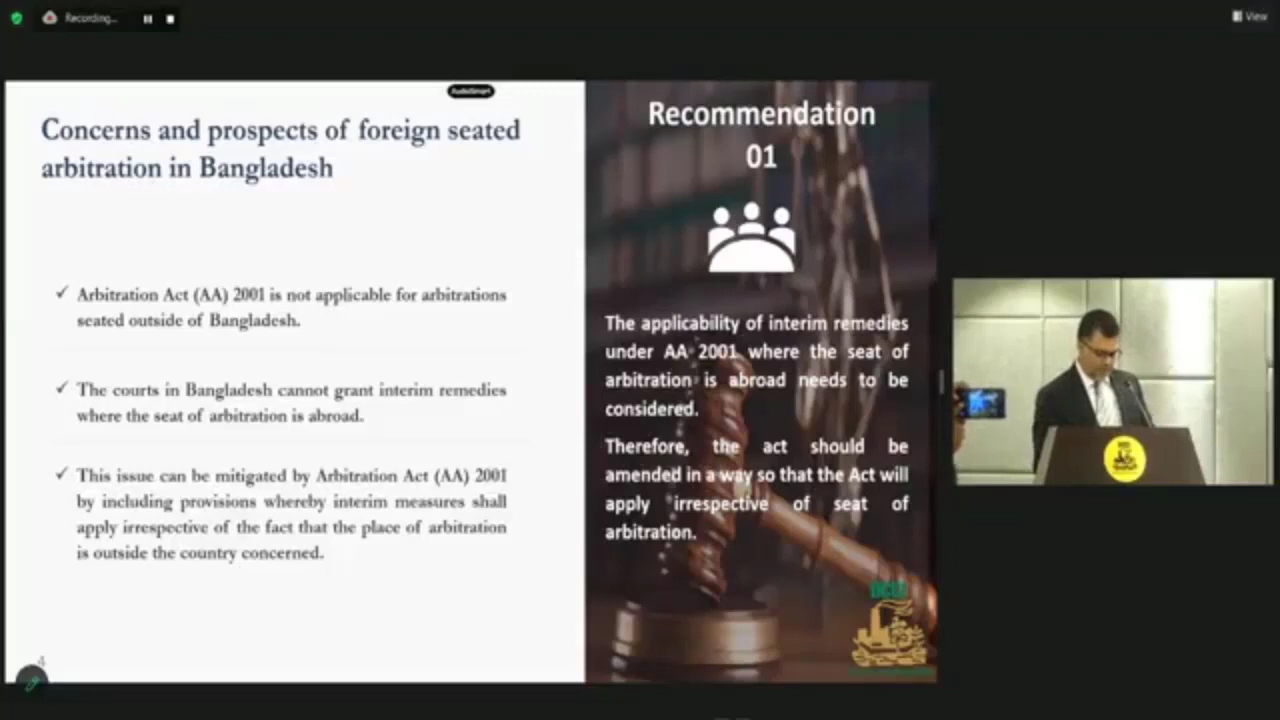 Recording...
View
AudioSmart
Concerns and prospects of foreign seated
arbitration in Bangladesh
✓ Arbitration Act (AA) 2001 is not applicable for arbitrations
seated outside of Bangladesh.
✓ The courts in Bangladesh cannot grant interim remedies
where the seat of arbitration is abroad.
✓ This issue can be mitigated by Arbitration Act (AA) 2001
by including provisions whereby interim measures shall
apply irrespective of the fact that the place of arbitration
is outside the country concerned.
4
Recommendation
01
The applicability of interim remedies
under AA 2001 where the seat of
arbitration is abroad needs to be
considered.
Therefore, the act should be
amended in a way so that the Act will
apply irrespective of seat of
arbitration.